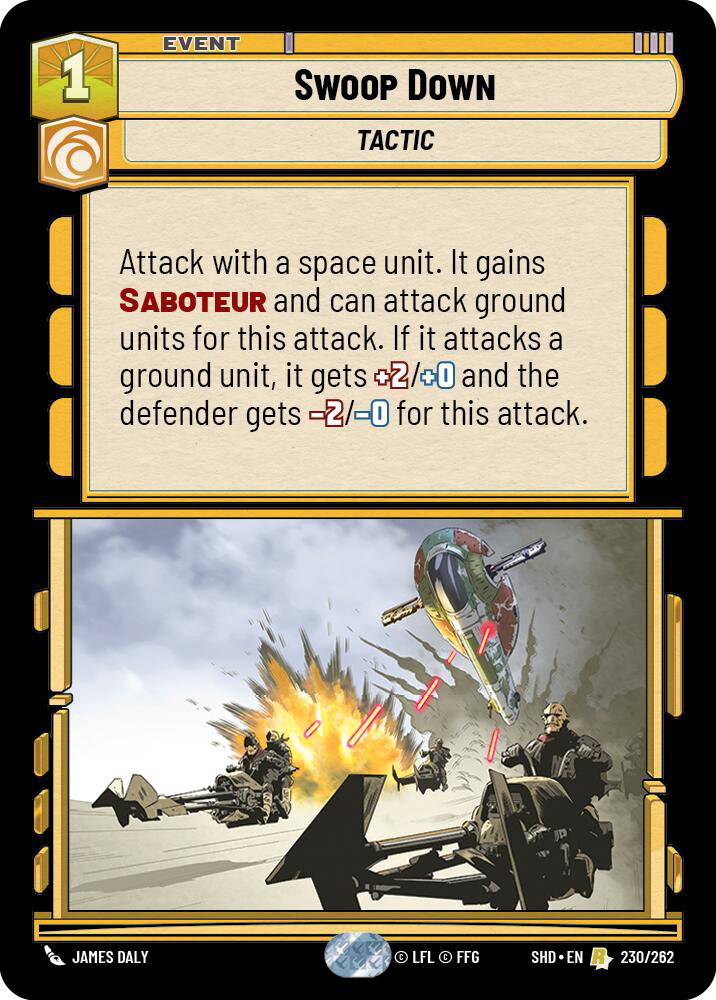 EVENT
1
SWOOP DOWN
TACTIC
Attack with a space unit. It gains
SABOTEUR and can attack ground
units for this attack. If it attacks a
ground unit, it gets +2/+0 and the
defender gets -2/-0 for this attack.
JAMES DALY
© LFL © FFG
SHD • EN R 230/262